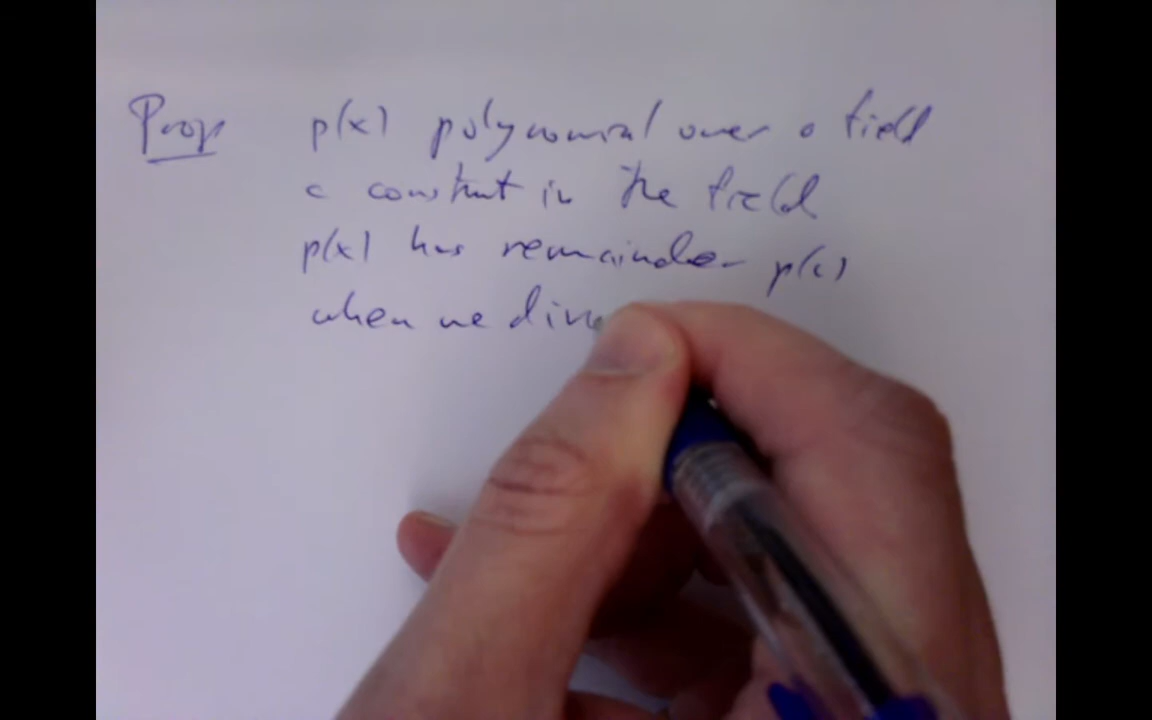 Prop p(x) polynomial over a field
c constant in the field
p(x) has remainder p(c)
when we div